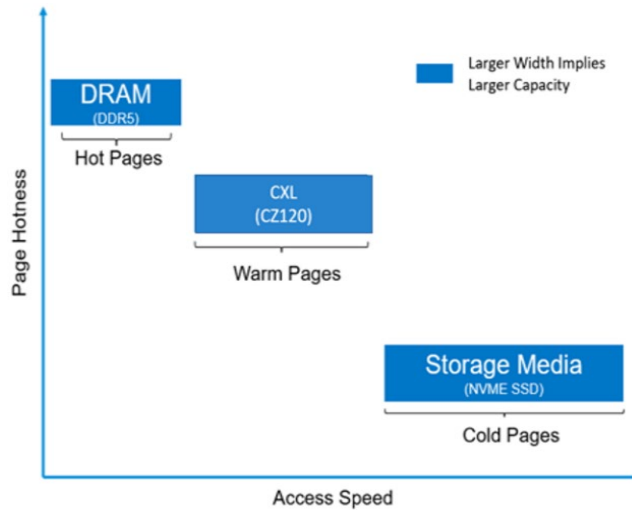 Larger Width Implies
Larger Capacity
DRAM
(DDR5)
Hot Pages
CXL
(CZ120)
Warm Pages
Storage Media
(NVME SSD)
Cold Pages
Page Hotness
Access Speed